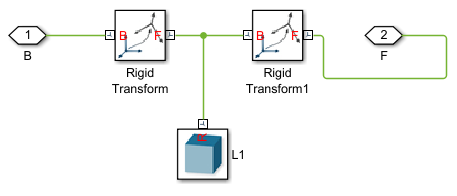 1
B
B F
Rigid
Transform
B F
Rigid
Transform1
2
F
R
L1